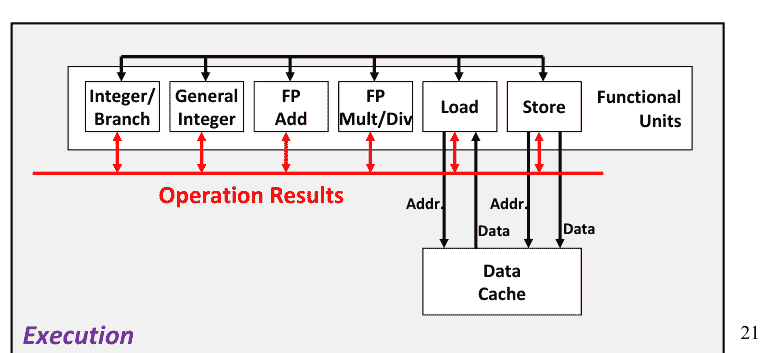 Integer/
Branch
General
Integer
FP
Add
FP
Mult/Div
Load
Store
Functional
Units
Operation Results
Addr.
Addr.
Data
Data
Data
Cache
Execution
21